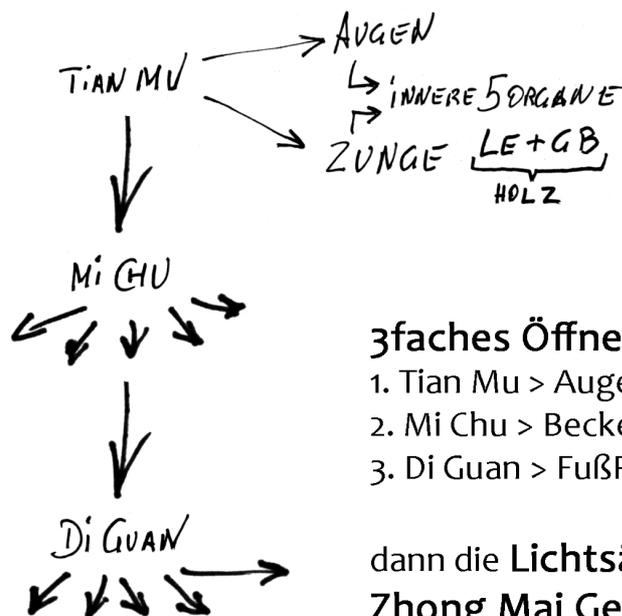 AUGEN
TiAN MU
iNNERE 5 ORGANE
ZUNGE LE + GB
HOLZ
Mi CHU
3faches Öffne
1. Tian Mu > Auge
2. Mi Chu > Becke
3. Di Guan > FußF
Di GUAN
dann die Lichtsä
Zhong Mai Ge